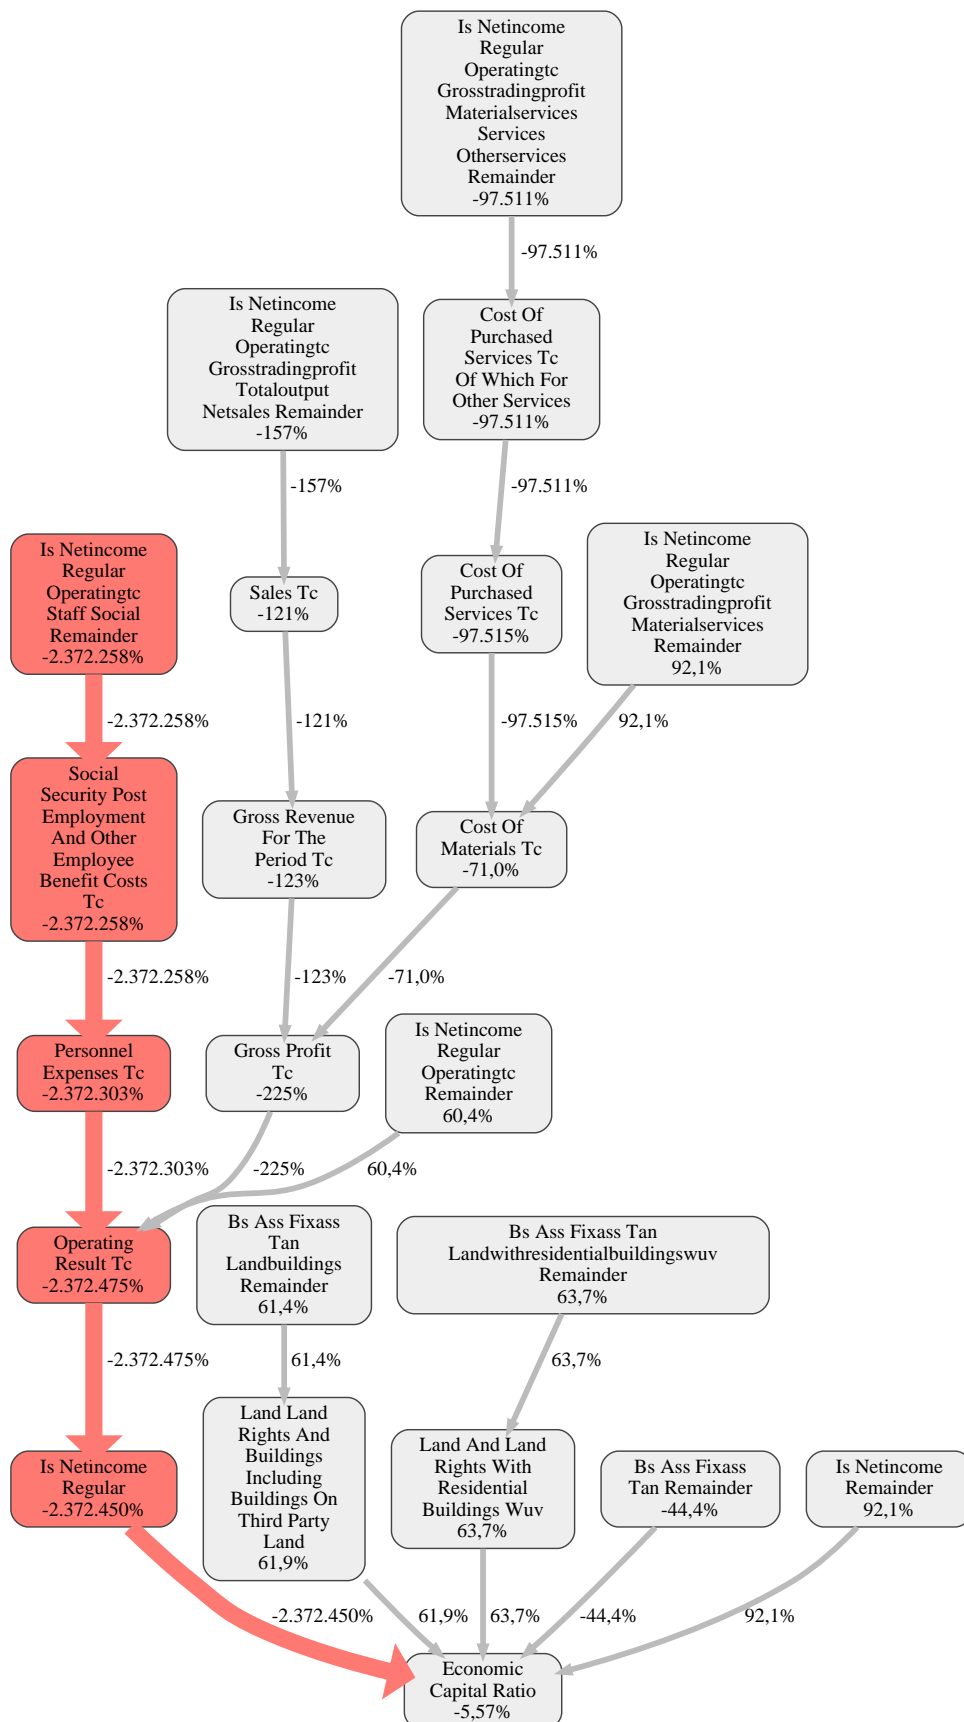 Is Netincome
Regular
Operatingtc
Grosstradingprofit
Materialservices
Services
Otherservices
Remainder
-97.511%
-97.511%
Is Netincome
Regular
Operatingtc
Grosstradingprofit
Totaloutput
Netsales Remainder
-157%
Cost Of
Purchased
Services Tc
Of Which For
Other Services
-97.511%
-157%
-97.511%
Is Netincome
Regular
Operatingtc
Staff Social
Remainder
-2.372.258%
Sales Tc
-121%
Cost Of
Purchased
Services Tc
-97.515%
Is Netincome
Regular
Operatingtc
Grosstradingprofit
Materialservices
Remainder
92,1%
-2.372.258%
-121%
-97.515%
92,1%
Social
Security Post
Employment
And Other
Employee
Benefit Costs
Tc
-2.372.258%
Gross Revenue
For The
Period Tc
-123%
Cost Of
Materials Tc
-71,0%
-2.372.258%
-123%
-71,0%
Personnel
Expenses Tc
-2.372.303%
Gross Profit
Tc
-225%
Is Netincome
Regular
Operatingtc
Remainder
60,4%
-2.372.303%
-225%
60,4%
Operating
Result Tc
-2.372.475%
Bs Ass Fixass
Tan
Landbuildings
Remainder
61,4%
Bs Ass Fixass Tan
Landwithresidentialbuildingswuv
Remainder
63,7%
-2.372.475%
61,4%
63,7%
Is Netincome
Regular
-2.372.450%
Land Land
Rights And
Buildings
Including
Buildings On
Third Party
Land
61,9%
Land And Land
Rights With
Residential
Buildings Wuv
63,7%
Bs Ass Fixass
Tan Remainder
-44,4%
Is Netincome
Remainder
92,1%
-2.372.450%
61,9%
63,7%
-44,4%
92,1%
Economic
Capital Ratio
-5,57%